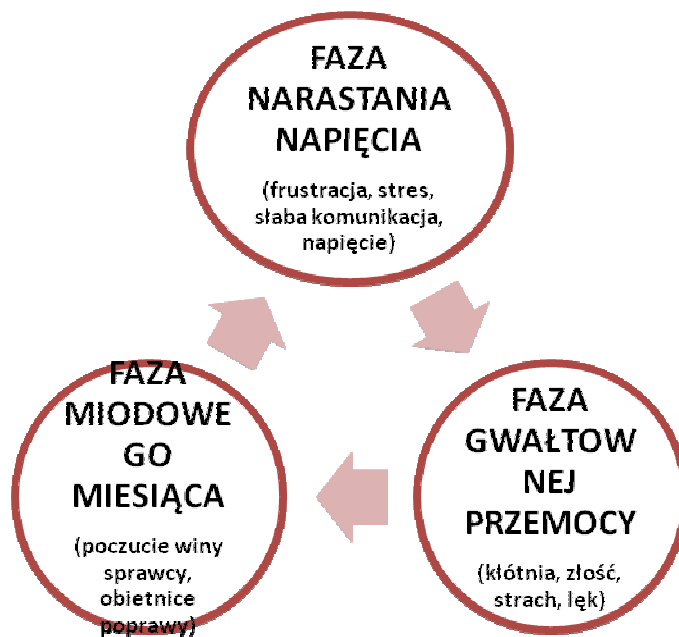 FAZA
NARASTANIA
NAPIĘCIA
(frustracja, stres,
słaba komunikacja,
napięcie)
FAZA
MIODOWE
GO
MIESIĄCA
(poczucie winy
sprawcy,
obietnice
poprawy)
FAZA
GWAŁTOW
NEJ
PRZEMOCY
(kłótnia, złość,
strach, lęk)